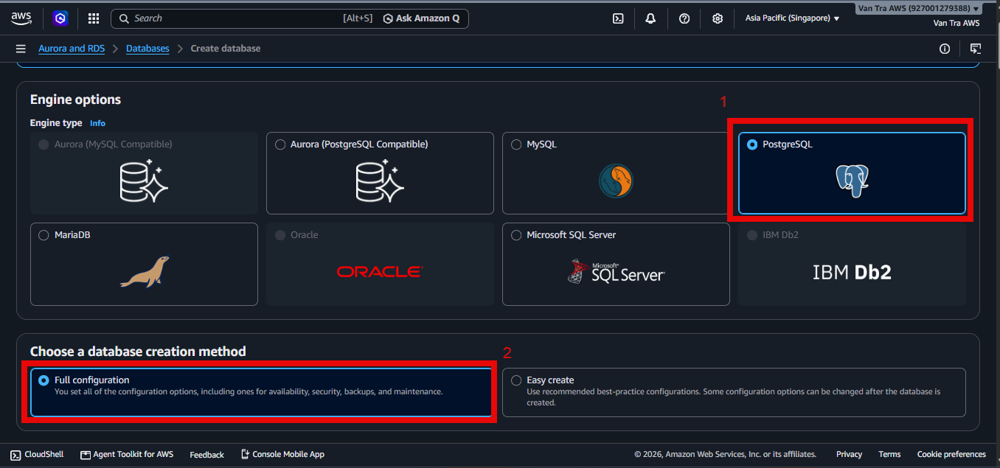 aws
Search [Alt+S] Ask Amazon Q
Asia Pacific (Singapore)
Van Tra AWS (927001279388)
Van Tra AWS
Aurora and RDS
Databases
Create database
Engine options
1
Engine type Info
Aurora (MySQL Compatible)
Aurora (PostgreSQL Compatible)
MySQL
PostgreSQL
MariaDB
Oracle
ORACLE
Microsoft SQL Server
Microsoft®
SQL Server
IBM Db2
IBM Db2
Choose a database creation method
2
Full configuration
You set all of the configuration options, including ones for availability, security, backups, and maintenance.
Easy create
Use recommended best-practice configurations. Some configuration options can be changed after the database is
created.
CloudShell
Agent Toolkit for AWS
Feedback
Console Mobile App
© 2026, Amazon Web Services, Inc. or its affiliates.
Privacy
Terms
Cookie preferences